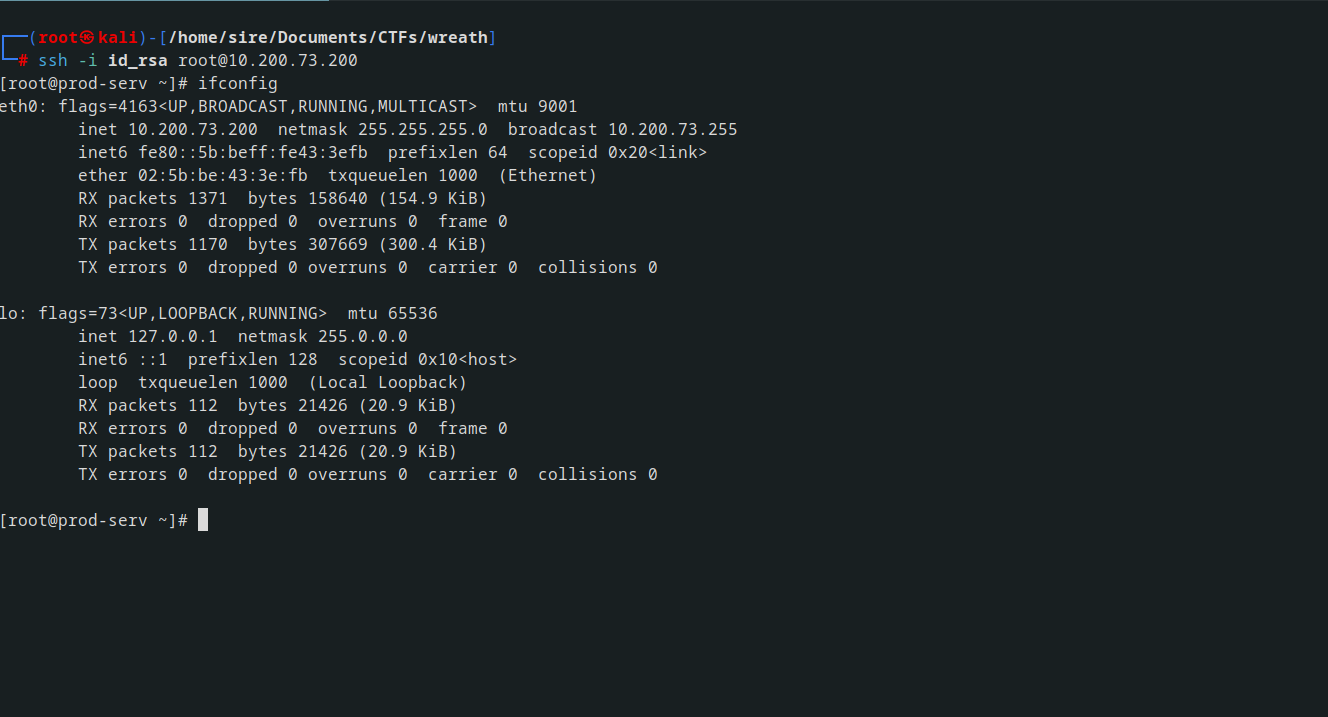 ┌──(root㉿kali)-[/home/sire/Documents/CTFs/wreath]
└─# ssh -i id_rsa root@10.200.73.200
[root@prod-serv ~]# ifconfig
eth0: flags=4163<UP,BROADCAST,RUNNING,MULTICAST>  mtu 9001
        inet 10.200.73.200  netmask 255.255.255.0  broadcast 10.200.73.255
        inet6 fe80::5b:beff:fe43:3efb  prefixlen 64  scopeid 0x20<link>
        ether 02:5b:be:43:3e:fb  txqueuelen 1000  (Ethernet)
        RX packets 1371  bytes 158640 (154.9 KiB)
        RX errors 0  dropped 0  overruns 0  frame 0
        TX packets 1170  bytes 307669 (300.4 KiB)
        TX errors 0  dropped 0 overruns 0  carrier 0  collisions 0

lo: flags=73<UP,LOOPBACK,RUNNING>  mtu 65536
        inet 127.0.0.1  netmask 255.0.0.0
        inet6 ::1  prefixlen 128  scopeid 0x10<host>
        loop  txqueuelen 1000  (Local Loopback)
        RX packets 112  bytes 21426 (20.9 KiB)
        RX errors 0  dropped 0  overruns 0  frame 0
        TX packets 112  bytes 21426 (20.9 KiB)
        TX errors 0  dropped 0 overruns 0  carrier 0  collisions 0

[root@prod-serv ~]#